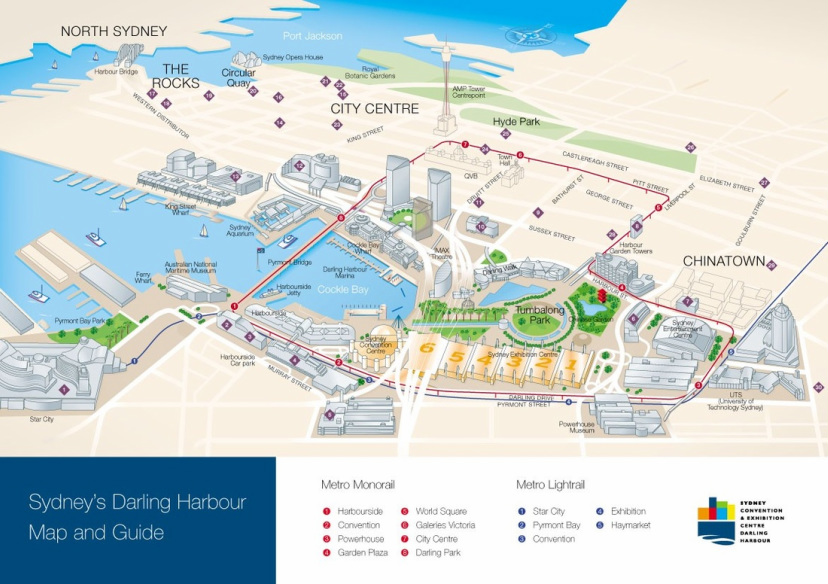 NORTH SYDNEY
Port Jackson
Harbour Bridge
Sydney Opera House
THE
ROCKS
Circular
Quay
Royal
Botanic Gardens
WESTERN DISTRIBUTOR
CITY CENTRE
AMP Tower
Centrepoint
Hyde Park
KING STREET
CASTLEREAGH STREET
Town
Hall
QVB
PITT STREET
ELIZABETH STREET
LIVERPOOL ST
GEORGE STREET
BATHURST ST
DRUITT STREET
SUSSEX STREET
GOULBURN STREET
King Street
Wharf
Sydney
Aquarium
Cockle Bay
Wharf
IMAX
Theatre
Harbour
Garden Towers
CHINATOWN
HARBOUR ST
Pyrmont Bridge
Australian National
Maritime Museum
Ferry
Wharf
Darling Harbour
Marina
Darling Walk
Harbourside
Jetty
Cockle Bay
Tumbalong
Park
Chinese Garden
Harbourside
Pyrmont Bay Park
Sydney
Entertainment
Centre
Sydney
Convention
Centre
Sydney Exhibition Centre
6 5 4 3 2 1
Harbourside
Car park
MURRAY STREET
Star City
DARLING DRIVE
PYRMONT STREET
Powerhouse
Museum
UTS
(University of
Technology Sydney)
Sydney's Darling Harbour
Map and Guide
Metro Monorail
1 Harbourside
2 Convention
3 Powerhouse
4 Garden Plaza
5 World Square
6 Galeries Victoria
7 City Centre
8 Darling Park
Metro Lightrail
1 Star City
2 Pyrmont Bay
3 Convention
4 Exhibition
5 Haymarket
SYDNEY
CONVENTION
& EXHIBITION
CENTRE
DARLING
HARBOUR